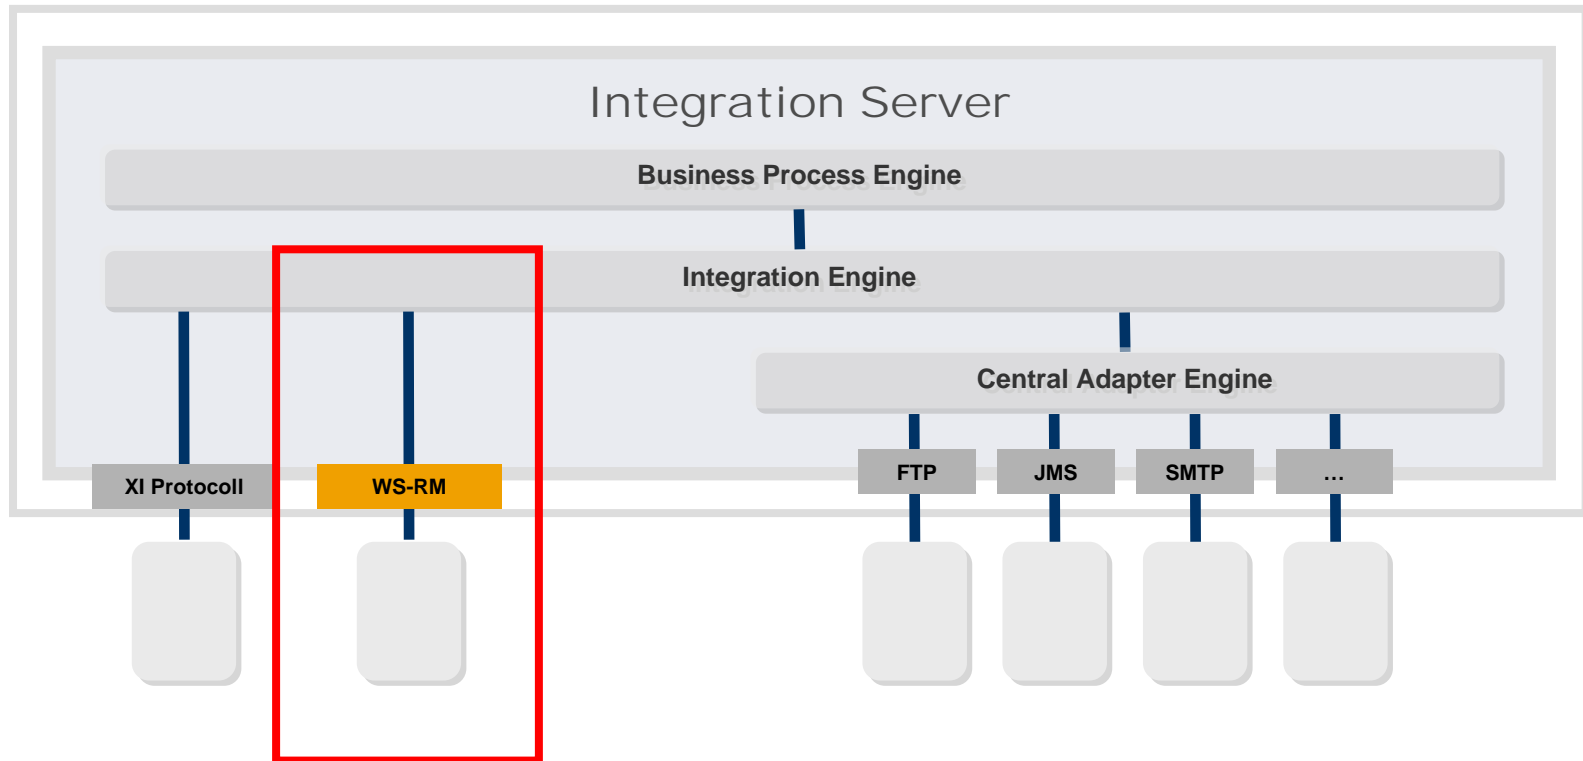 Integration Server
Business Process Engine
Integration Engine
Central Adapter Engine
XI Protocoll
WS-RM
FTP
JMS
SMTP
...